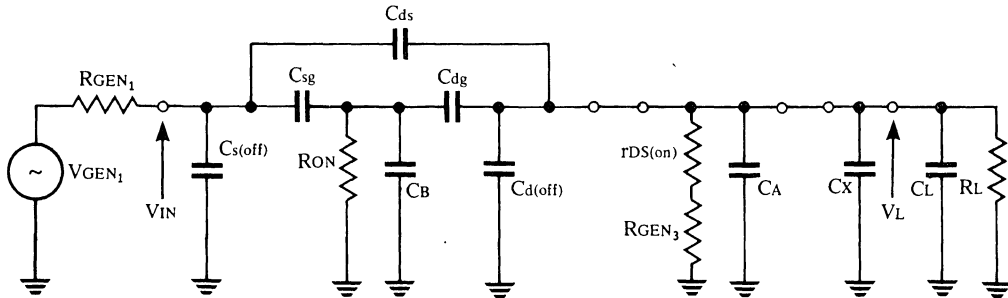 Cds
RGEN1
Csg
Cdg
VGEN1
~
VIN
Cs(off)
RON
CB
Cd(off)
rDS(on)
RGEN3
CA
CX
VL
CL
RL